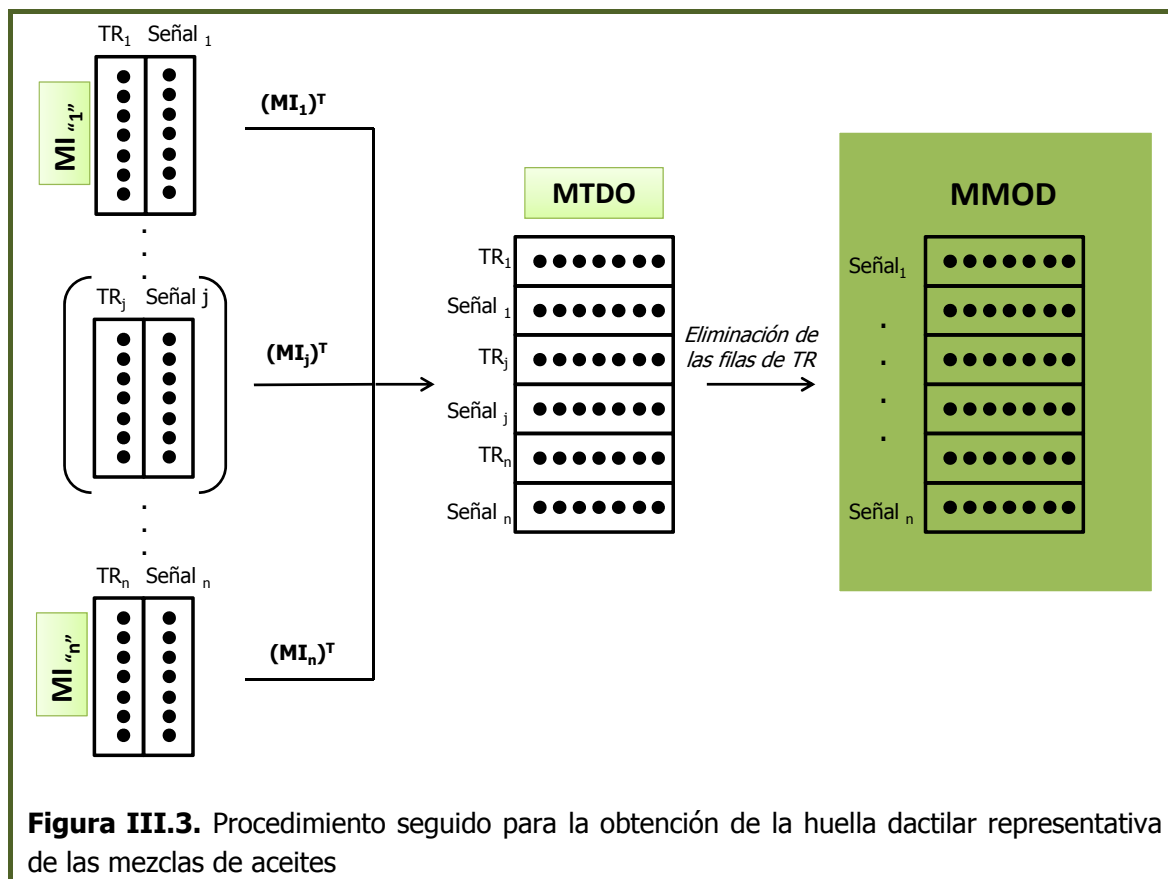 TR1 Señal 1
MI "1"
(MI1)T
.
.
.
TRj Señal j
(MIj)T
.
.
.
TRn Señal n
MI "n"
(MIn)T
MTDO
TR1
Señal 1
TRj
Señal j
TRn
Señal n
Eliminación de
las filas de TR
MMOD
Señal1
.
.
.
.
Señal n
Figura III.3. Procedimiento seguido para la obtención de la huella dactilar representativa
de las mezclas de aceites